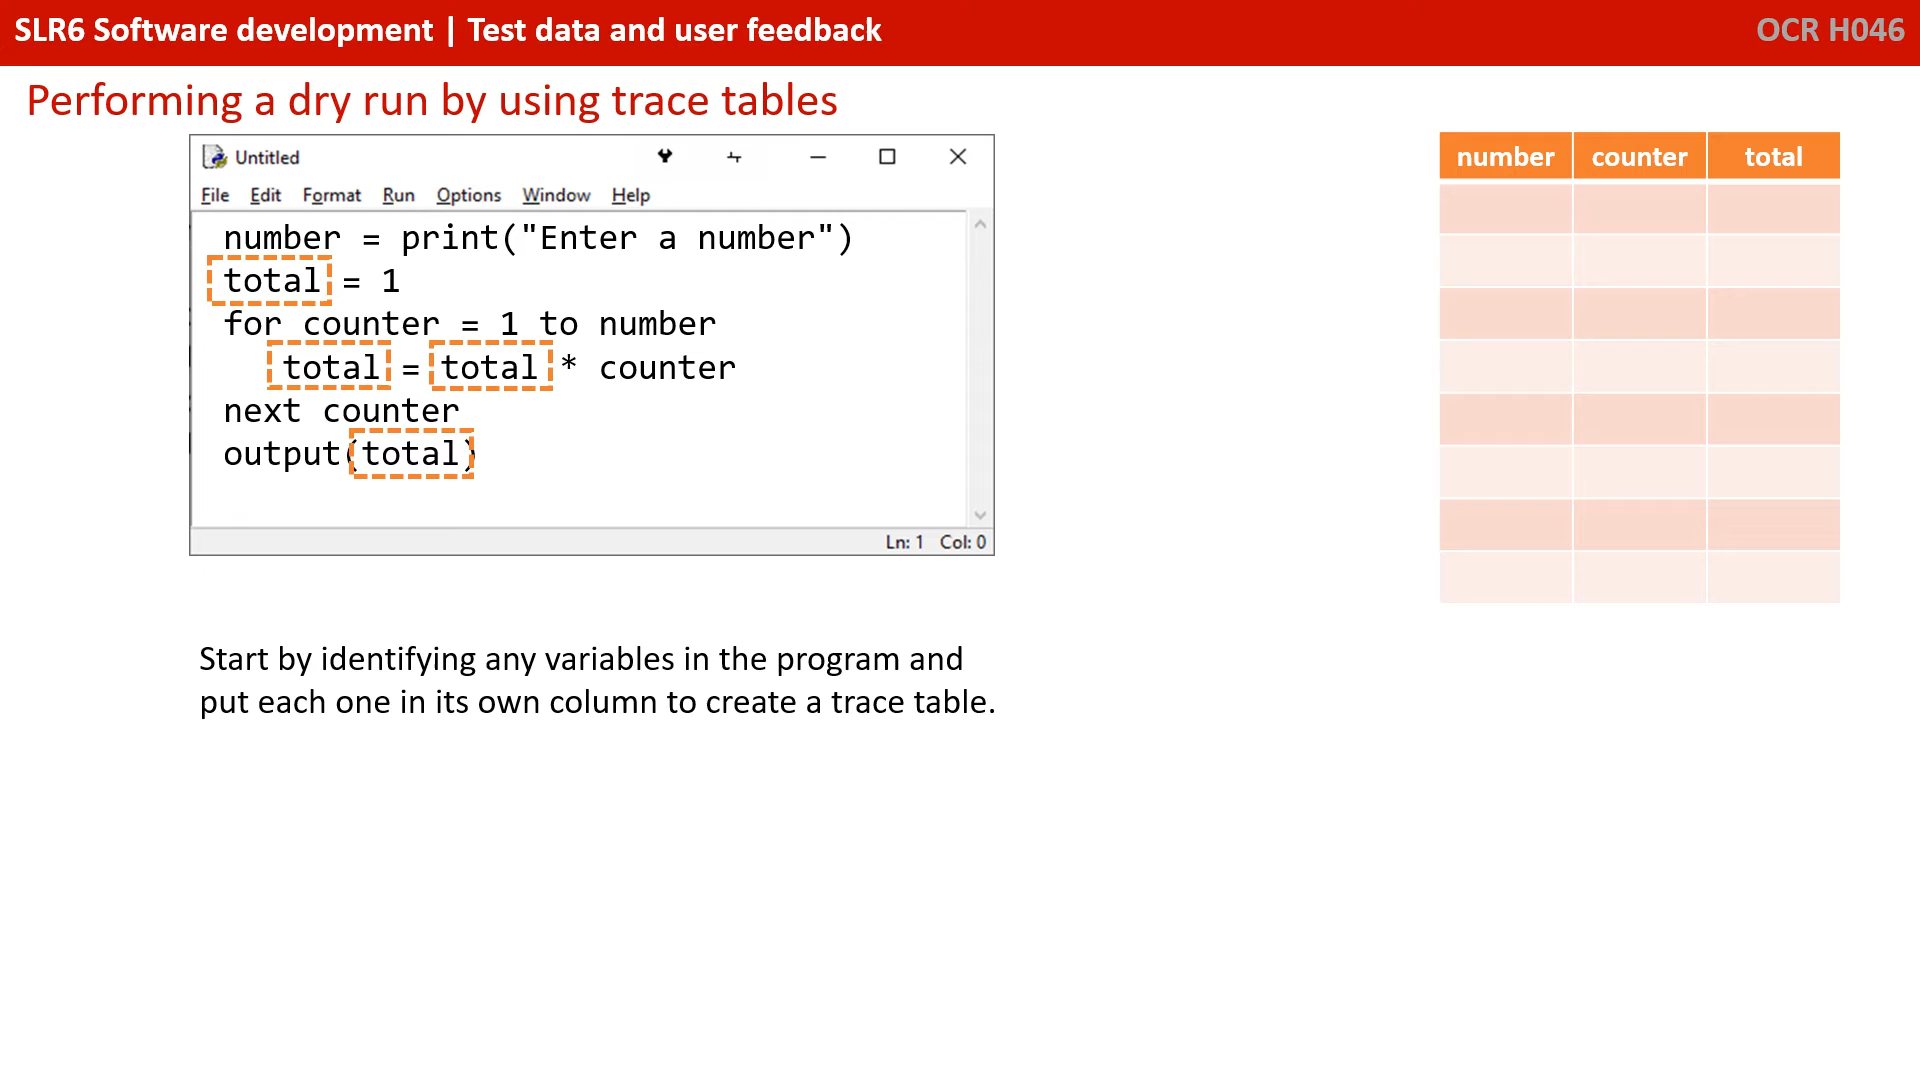 SLR6 Software development | Test data and user feedback
OCR H046
Performing a dry run by using trace tables
Untitled
File Edit Format Run Options Window Help
number = print("Enter a number")
total = 1
for counter = 1 to number
total = total * counter
next counter
output(total)
Ln: 1 Col: 0
number counter total
Start by identifying any variables in the program and
put each one in its own column to create a trace table.